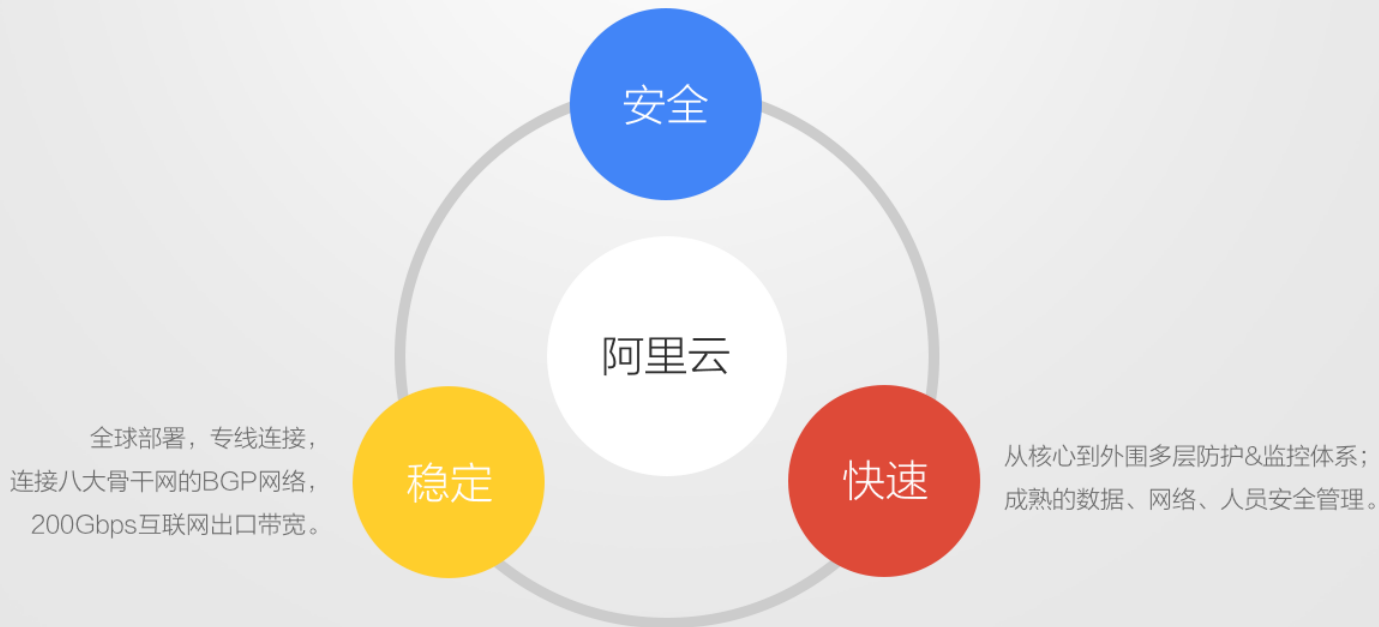 安全
阿里云
全球部署，专线连接，
连接八大骨干网的BGP网络，
200Gbps互联网出口带宽。
稳定
快速
从核心到外围多层防护&监控体系；
成熟的数据、网络、人员安全管理。